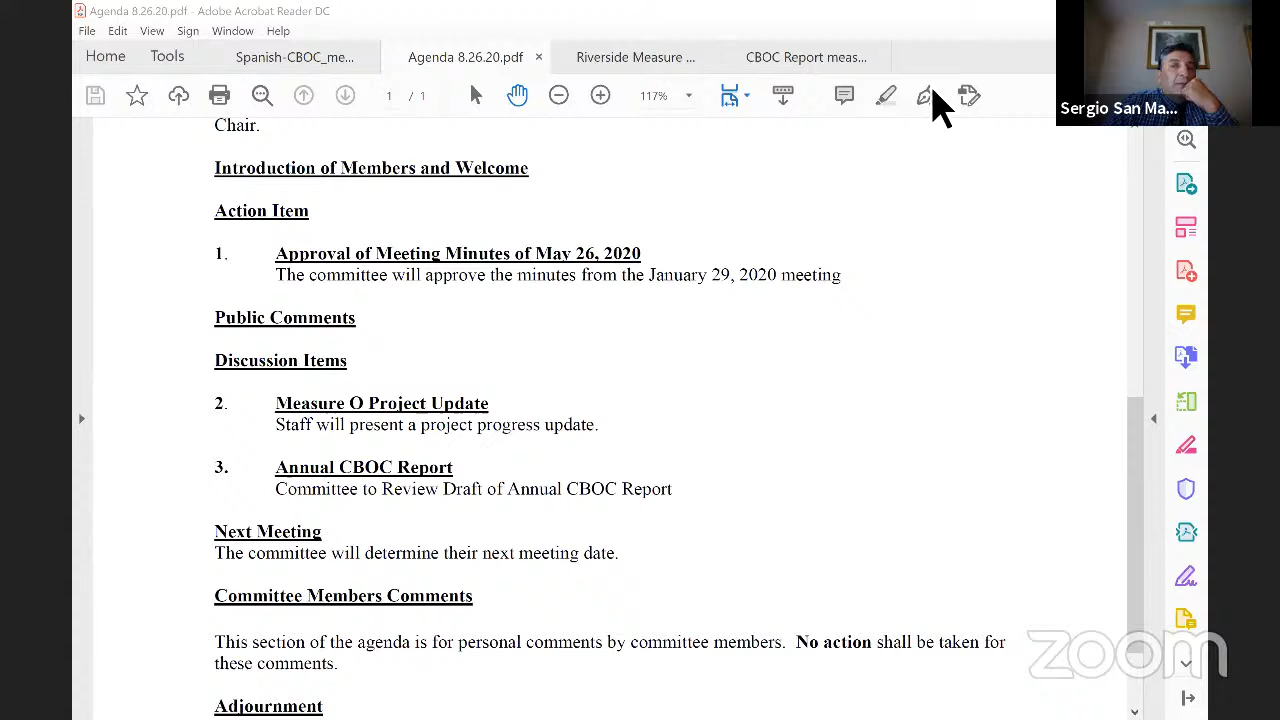 Agenda 8.26.20.pdf - Adobe Acrobat Reader DC
File Edit View Sign Window Help
Home Tools Spanish-CBOC_me... Agenda 8.26.20.pdf × Riverside Measure ... CBOC Report meas...
1 / 1 117%
Sergio San Ma...
Chair.
Introduction of Members and Welcome
Action Item
1. Approval of Meeting Minutes of May 26, 2020
The committee will approve the minutes from the January 29, 2020 meeting
Public Comments
Discussion Items
2. Measure O Project Update
Staff will present a project progress update.
3. Annual CBOC Report
Committee to Review Draft of Annual CBOC Report
Next Meeting
The committee will determine their next meeting date.
Committee Members Comments
This section of the agenda is for personal comments by committee members. No action shall be taken for
these comments.
zoom
Adjournment